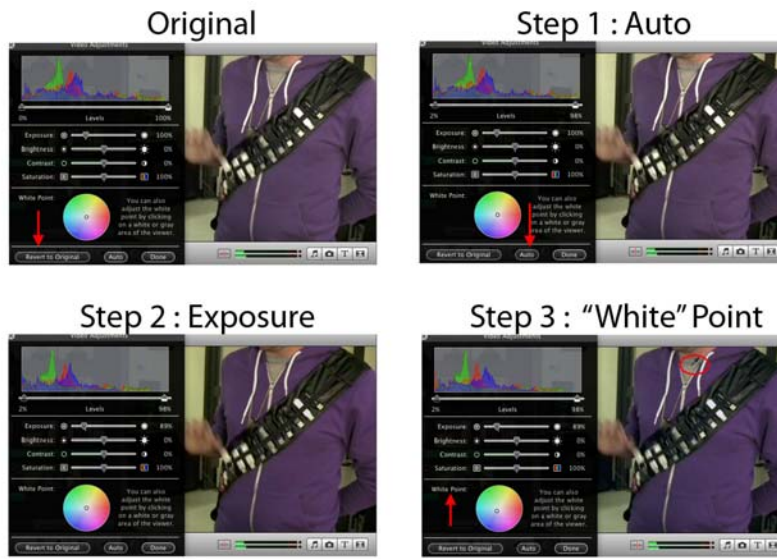 Original
Video Adjustments
0% Levels 100%
Exposure: 100%
Brightness: 0%
Contrast: 0%
Saturation: 100%
White Point:
You can also
adjust the white
point by clicking
on a white or gray
area of the viewer.
Revert to Original Auto Done
Step 1 : Auto
Video Adjustments
2% Levels 98%
Exposure: 100%
Brightness: 0%
Contrast: 0%
Saturation: 100%
White Point:
You can also
adjust the white
point by clicking
on a white or gray
area of the viewer.
Revert to Original Auto Done
Step 2 : Exposure
Video Adjustments
2% Levels 98%
Exposure: 89%
Brightness: 0%
Contrast: 0%
Saturation: 100%
White Point:
You can also
adjust the white
point by clicking
on a white or gray
area of the viewer.
Revert to Original Auto Done
Step 3 : “White” Point
Video Adjustments
2% Levels 98%
Exposure: 89%
Brightness: 0%
Contrast: 0%
Saturation: 100%
White Point:
You can also
adjust the white
point by clicking
on a white or gray
area of the viewer.
Revert to Original Auto Done